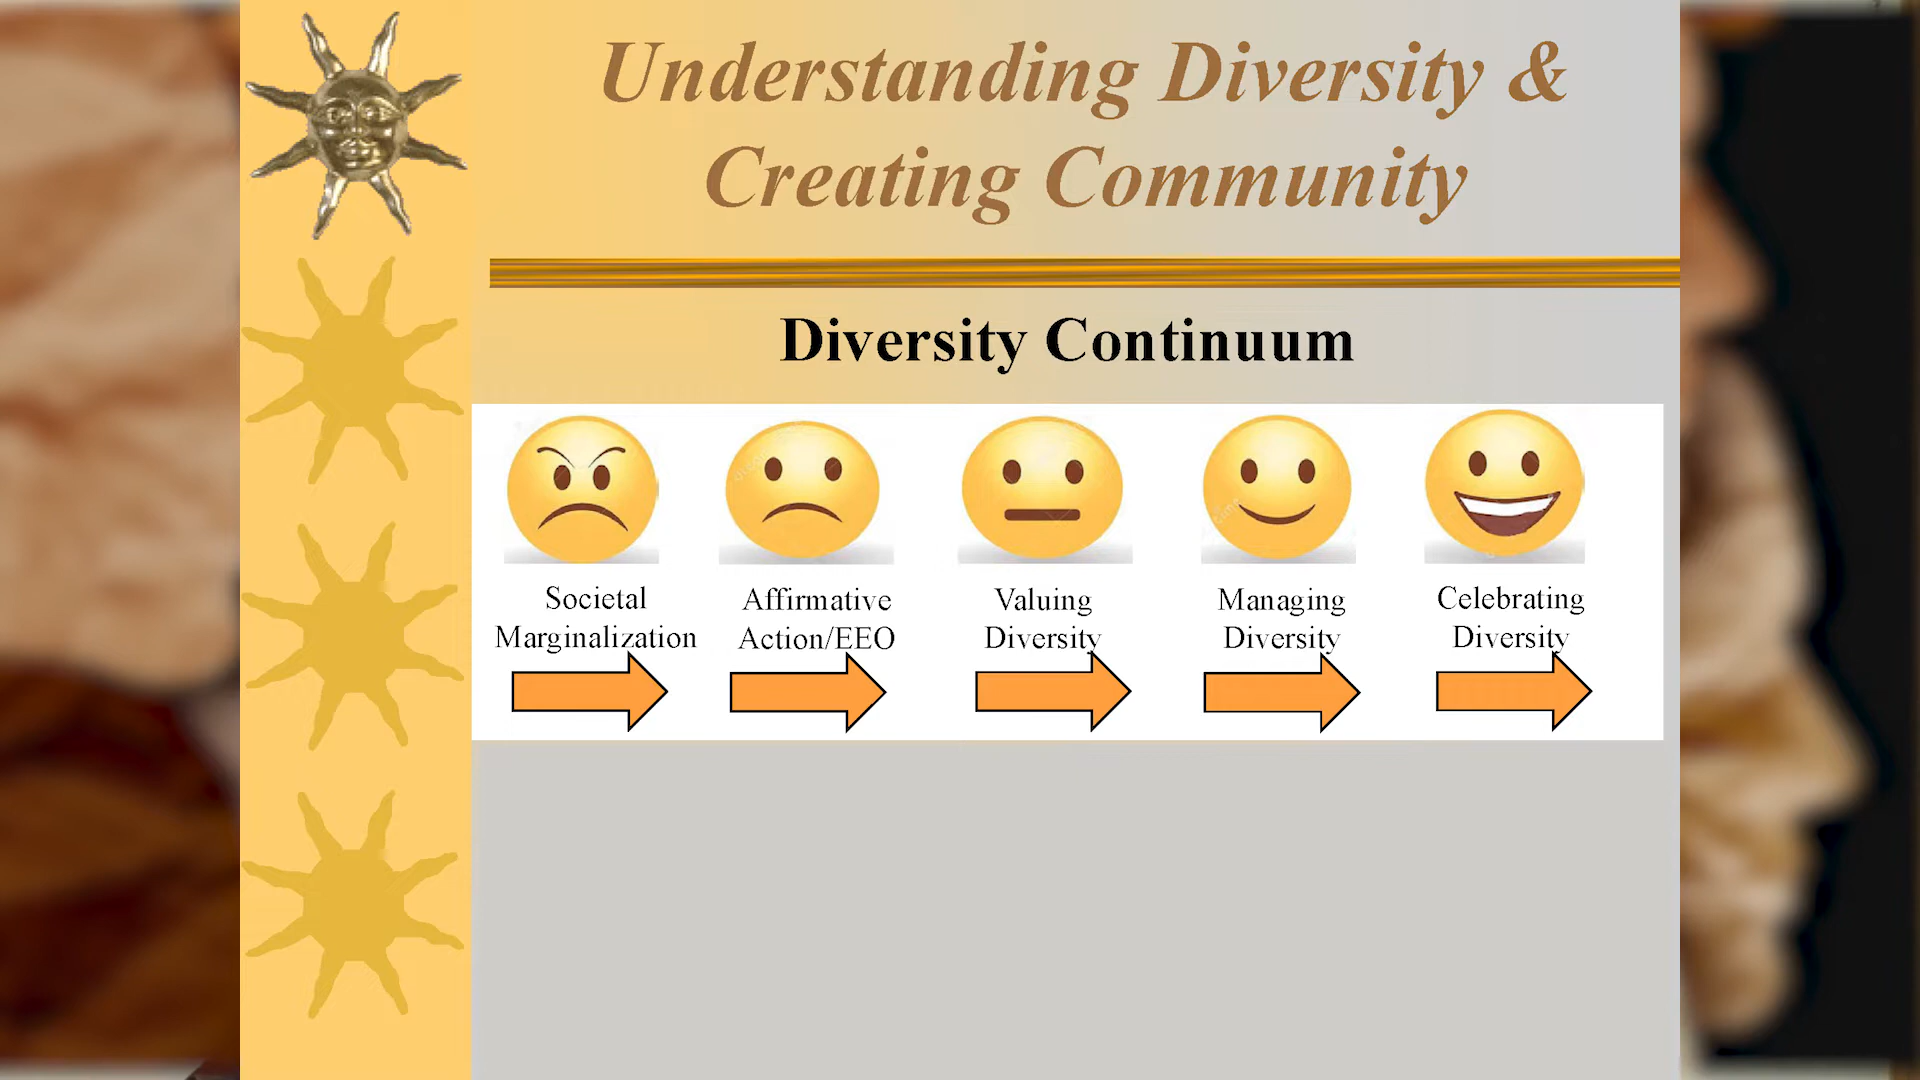 Understanding Diversity &
Creating Community
Diversity Continuum
Societal
Marginalization
Affirmative
Action/EEO
Valuing
Diversity
Managing
Diversity
Celebrating
Diversity